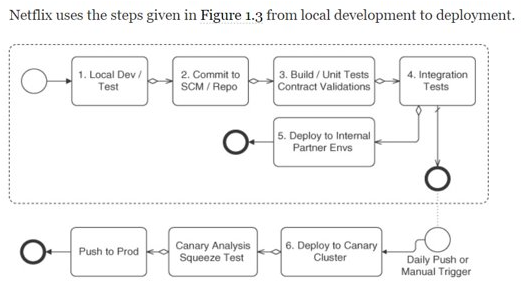 Netflix uses the steps given in Figure 1.3 from local development to deployment.
1. Local Dev /
Test
2. Commit to
SCM / Repo
3. Build / Unit Tests
Contract Validations
4. Integration
Tests
5. Deploy to Internal
Partner Envs
Push to Prod
Canary Analysis
Squeeze Test
6. Deploy to Canary
Cluster
Daily Push or
Manual Trigger